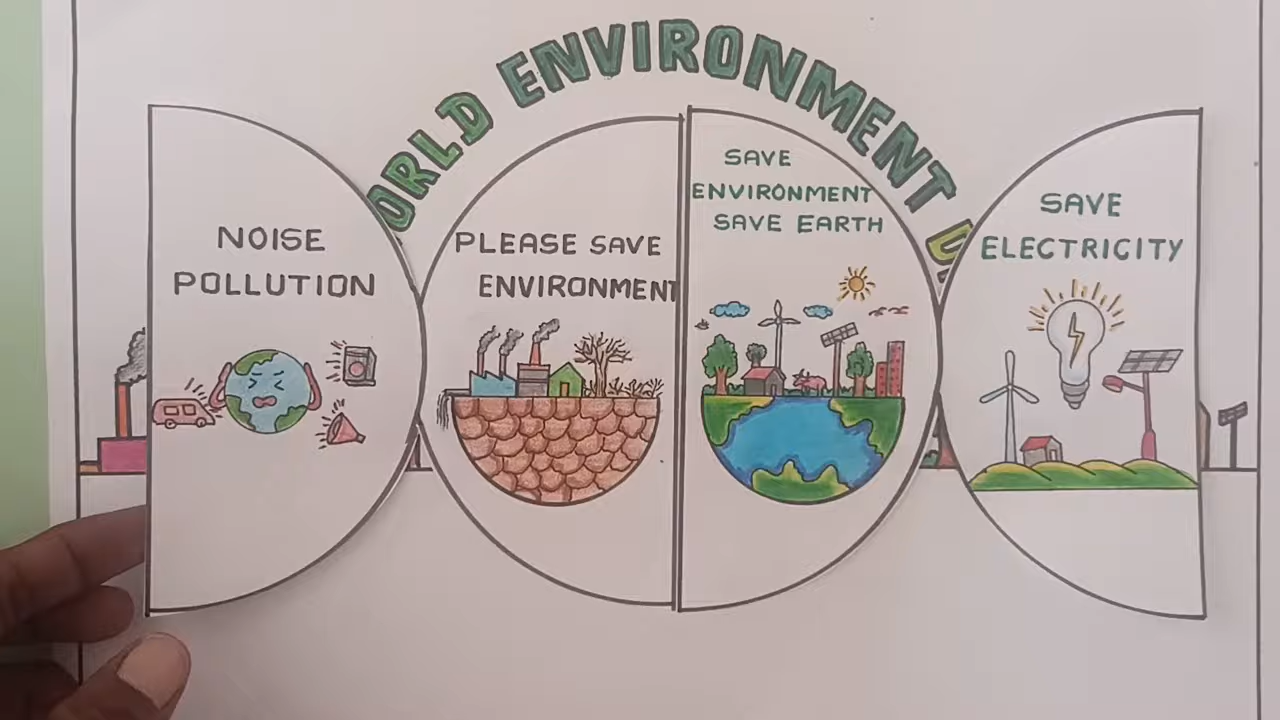 ORLD ENVIRONMENT D
NOISE
POLLUTION
PLEASE SAVE
ENVIRONMENT
SAVE
ENVIRONMENT
SAVE EARTH
SAVE
ELECTRICITY